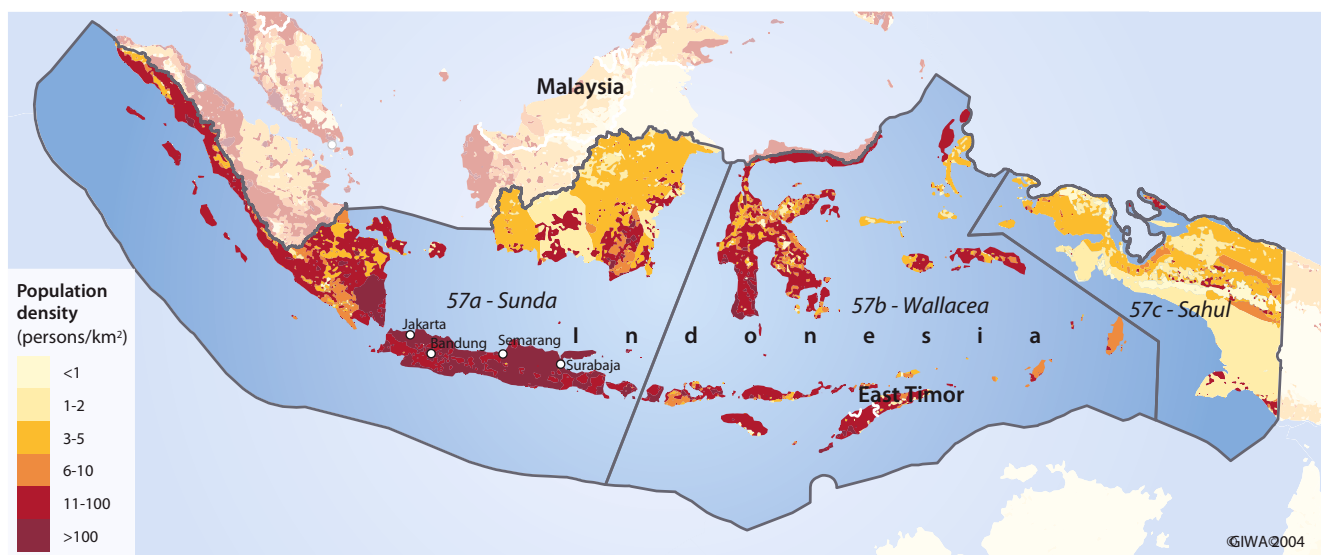 Malaysia
57a - Sunda
57b - Wallacea
57c - Sahul
Indonesia
Jakarta
Bandung
Semarang
Surabaja
East Timor
Population
density
(persons/km²)
<1
1-2
3-5
6-10
11-100
>100
©GIWA 2004